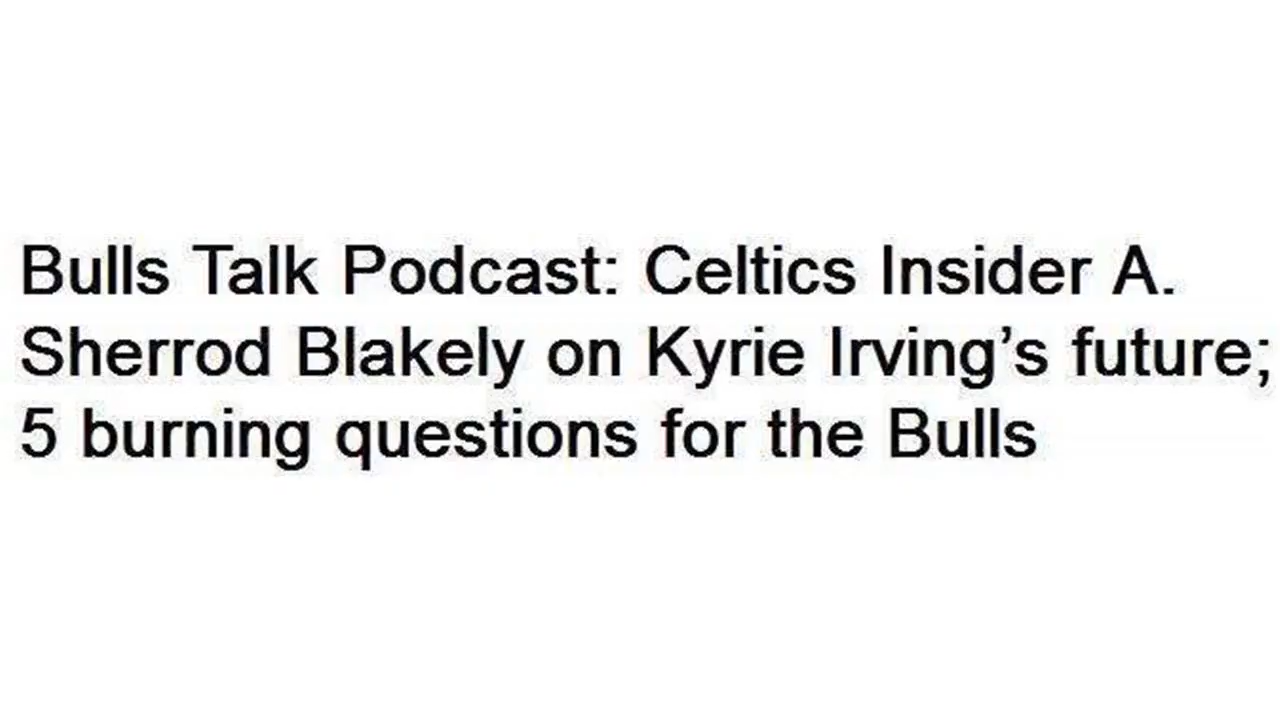 Bulls Talk Podcast: Celtics Insider A.
Sherrod Blakely on Kyrie Irving’s future;
5 burning questions for the Bulls